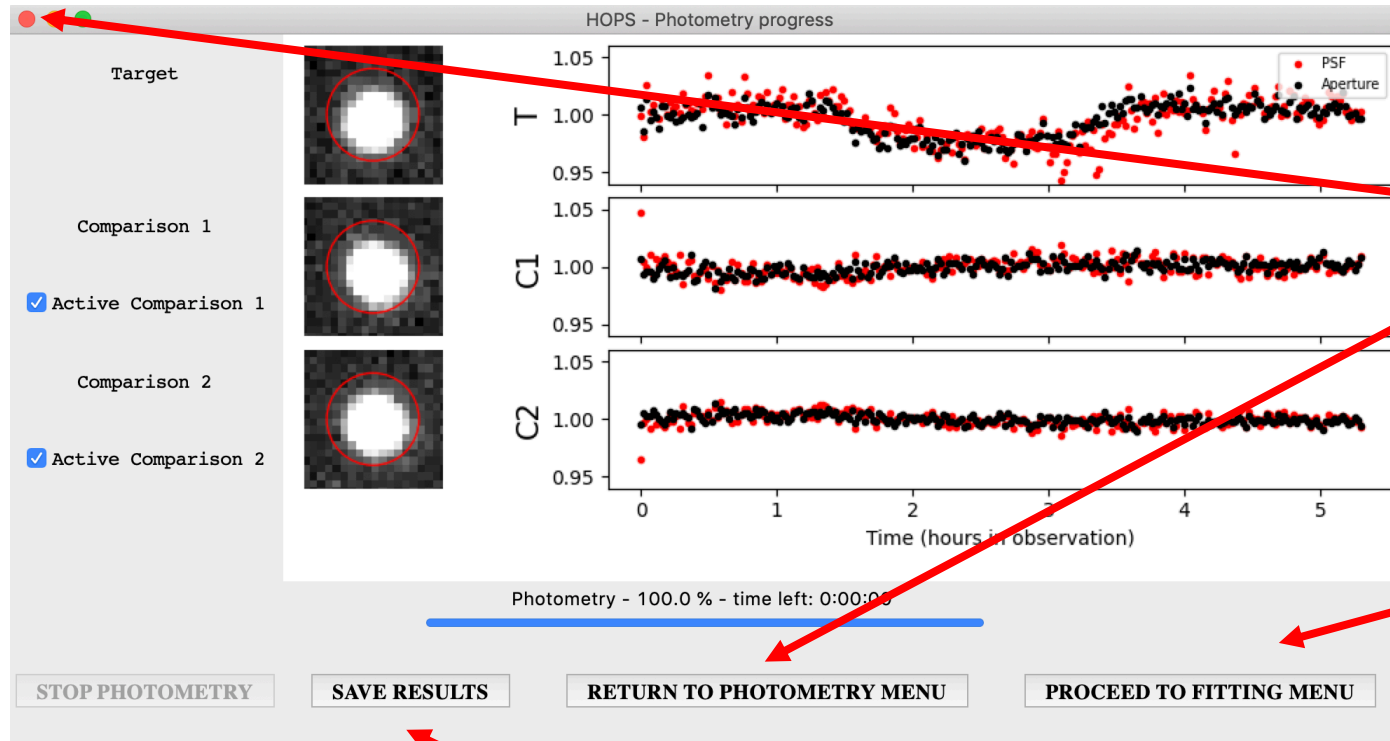 HOPS - Photometry progress
Target
1.05
1.00
0.95
T
PSF
Aperture
Comparison 1
Active Comparison 1
1.05
1.00
0.95
C1
Comparison 2
Active Comparison 2
1.05
1.00
0.95
C2
0 1 2 3 4 5
Time (hours in observation)
Photometry - 100.0 % - time left: 0:00:00
STOP PHOTOMETRY
SAVE RESULTS
RETURN TO PHOTOMETRY MENU
PROCEED TO FITTING MENU